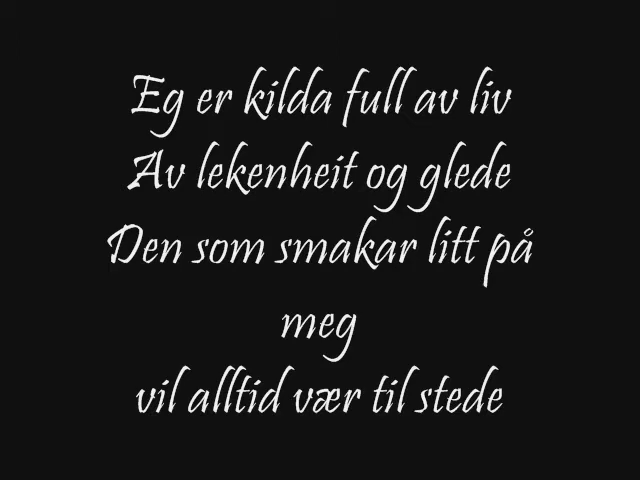 Eg er kilda full av liv
Av lekenheit og glede
Den som smakar litt på
meg
vil alltid vær til stede